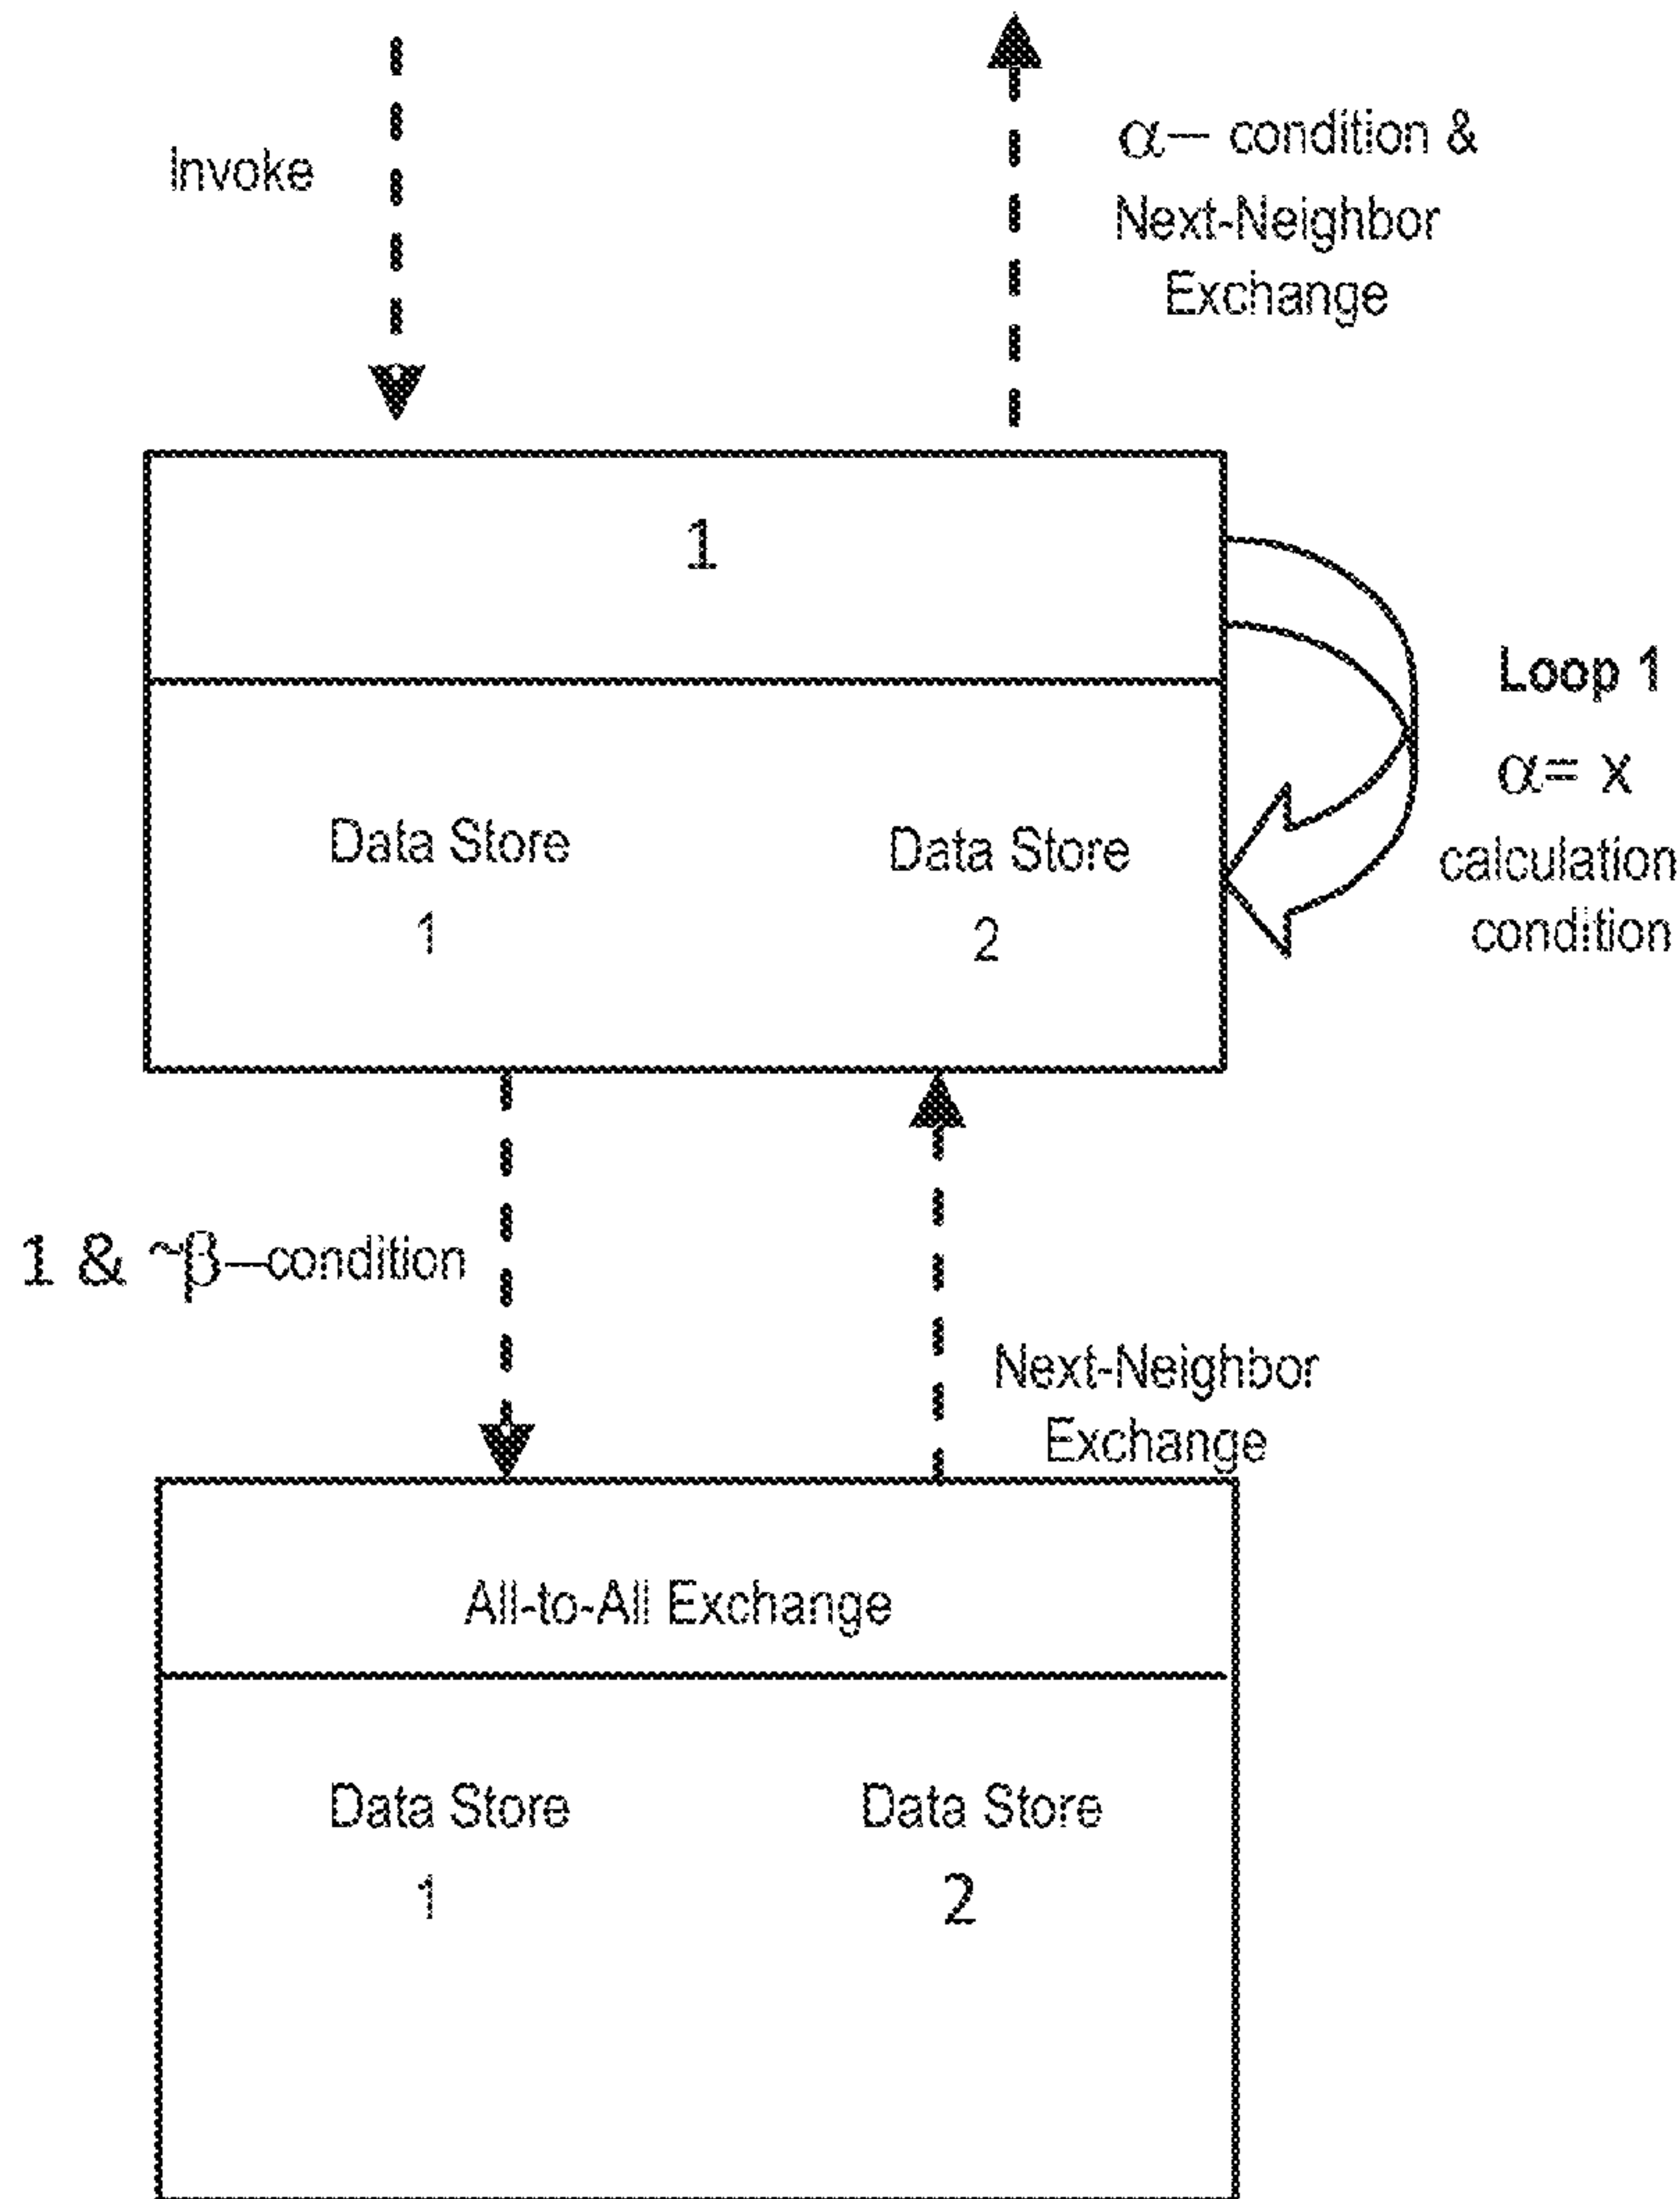 Invoke
α— condition &
Next-Neighbor
Exchange
1
Loop 1
α= x
calculation
condition
Data Store
1
Data Store
2
1 & ~β—condition
Next-Neighbor
Exchange
All-to-All Exchange
Data Store
1
Data Store
2